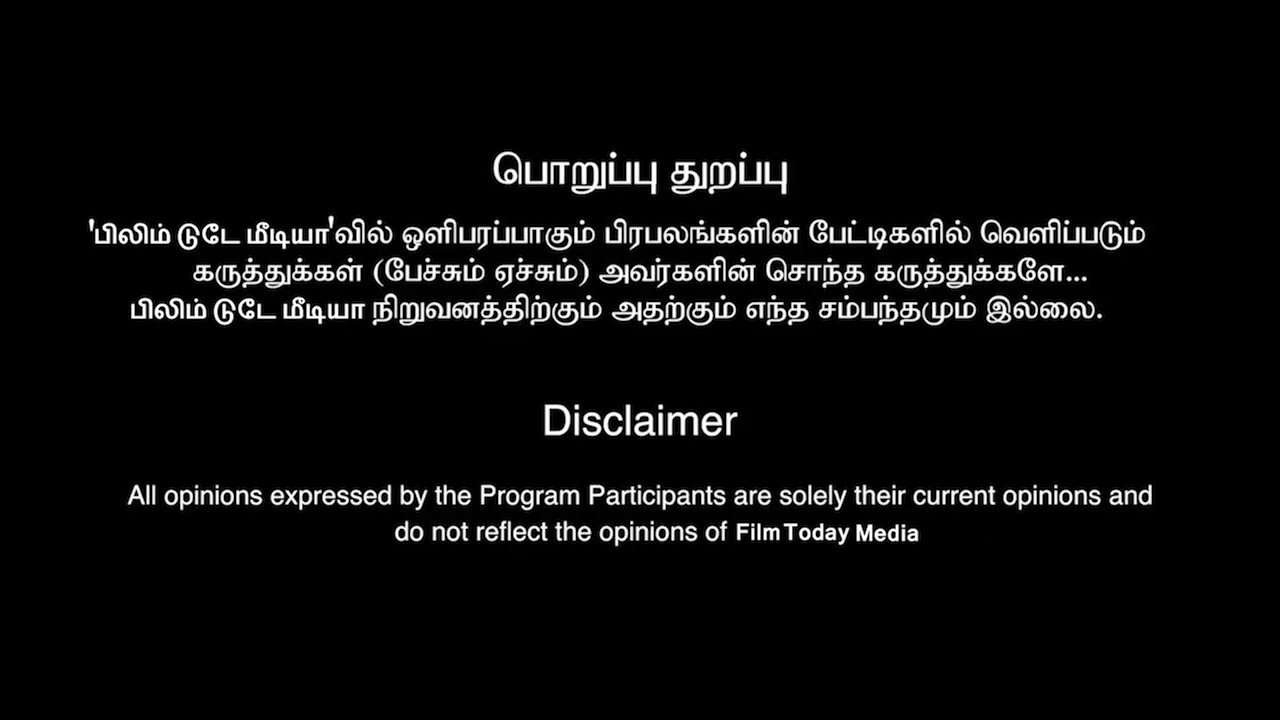 பொறுப்பு துறப்பு
'பிலிம் டுடே மீடியா'வில் ஒளிபரப்பாகும் பிரபலங்களின் பேட்டிகளில் வெளிப்படும்
கருத்துக்கள் (பேச்சும் ஏச்சும்) அவர்களின் சொந்த கருத்துக்களே...
பிலிம் டுடே மீடியா நிறுவனத்திற்கும் அதற்கும் எந்த சம்பந்தமும் இல்லை.
Disclaimer
All opinions expressed by the Program Participants are solely their current opinions and
do not reflect the opinions of Film Today Media